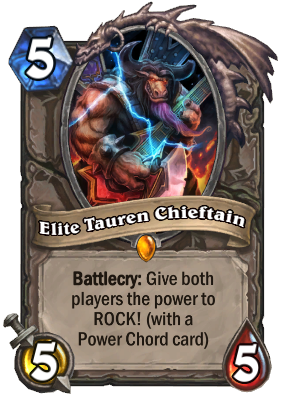 5
Elite Tauren Chieftain
Battlecry: Give both
players the power to
ROCK! (with a
Power Chord card)
5
5